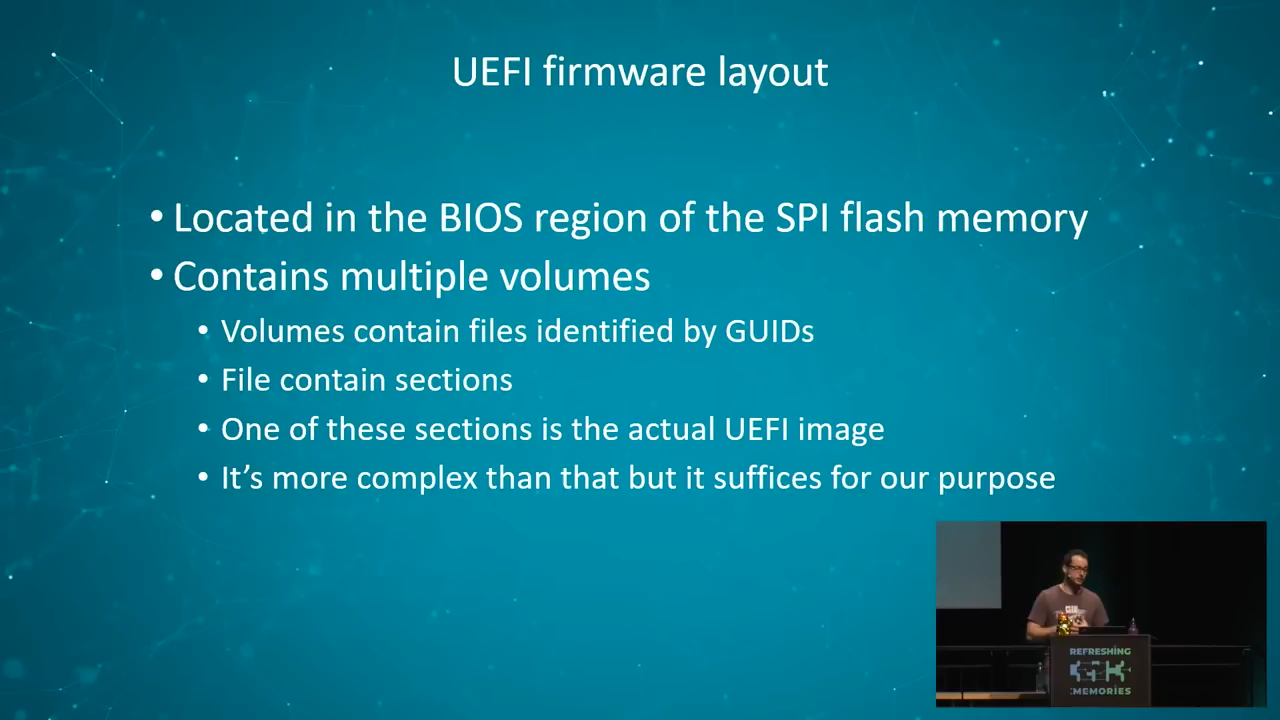 UEFI firmware layout
• Located in the BIOS region of the SPI flash memory
• Contains multiple volumes
• Volumes contain files identified by GUIDs
• File contain sections
• One of these sections is the actual UEFI image
• It's more complex than that but it suffices for our purpose
REFRESHING
MEMORIES